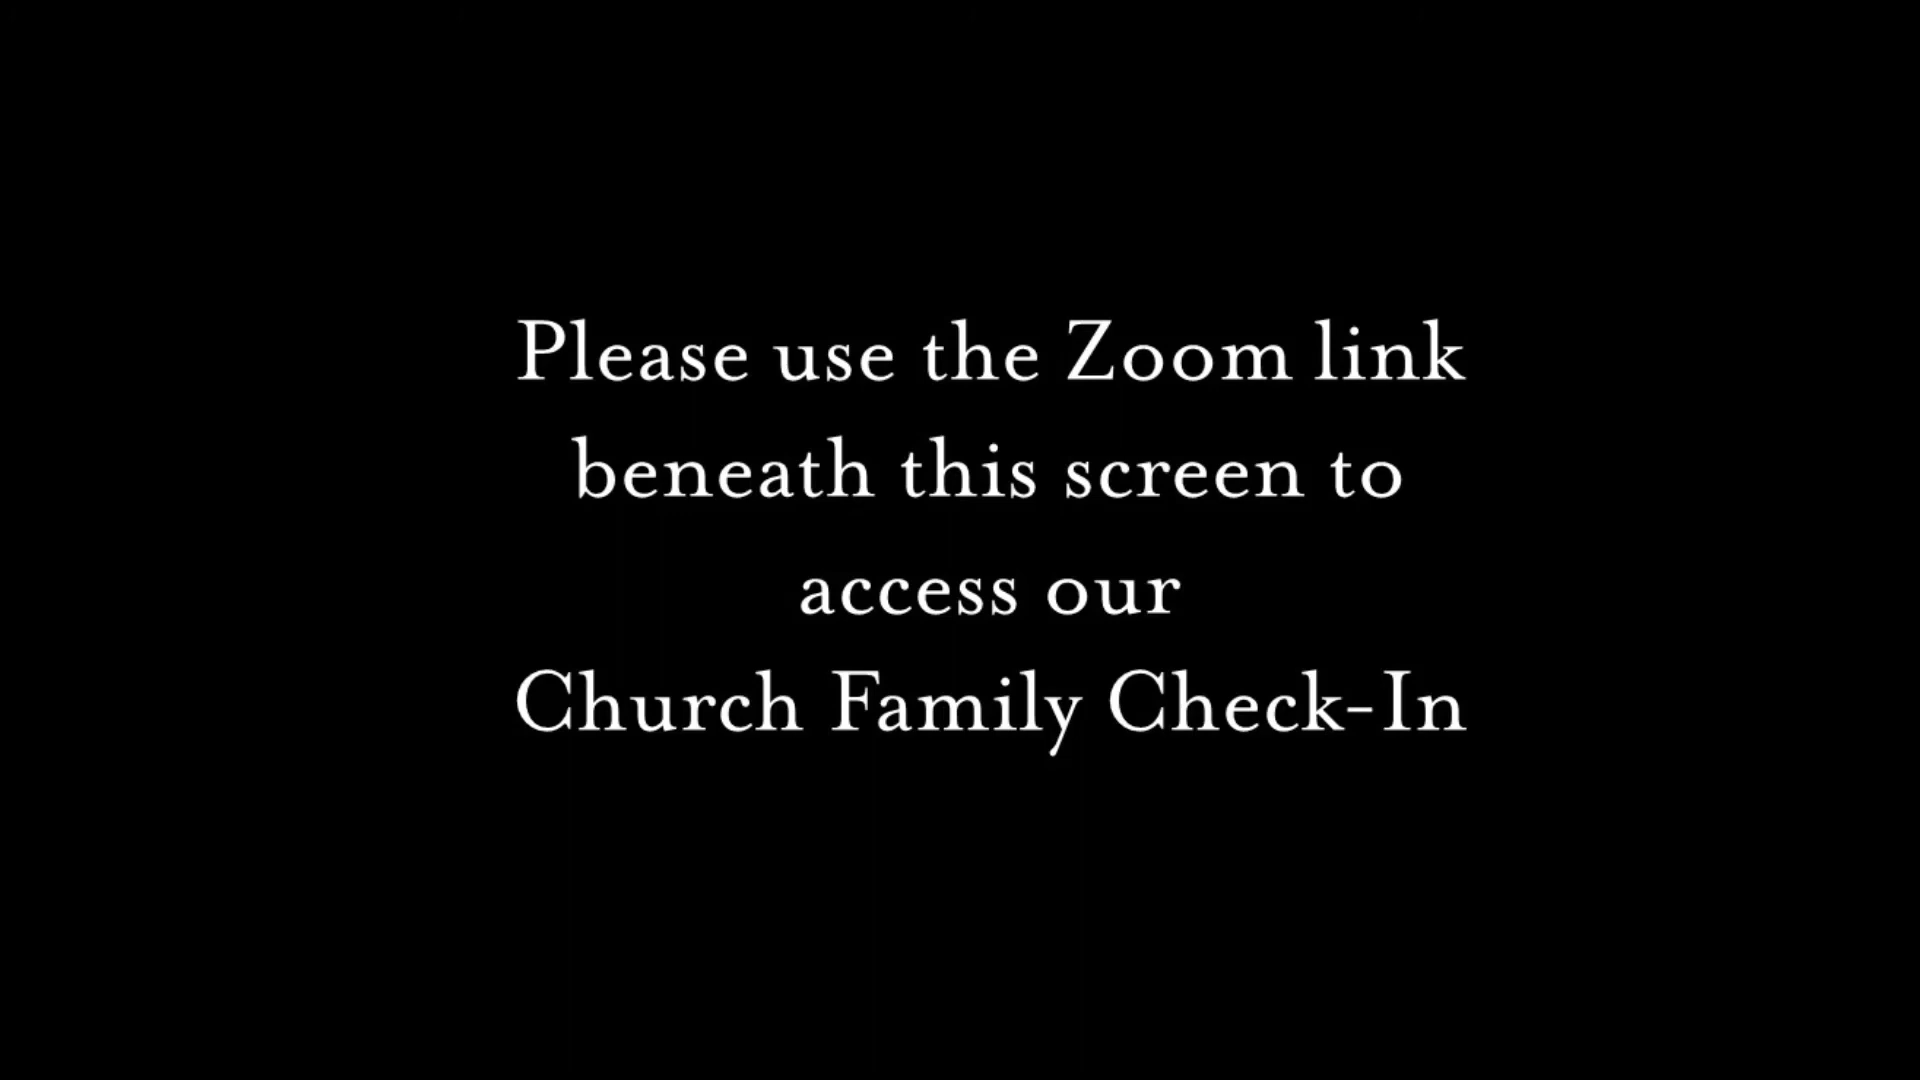 Please use the Zoom link
beneath this screen to
access our
Church Family Check-In